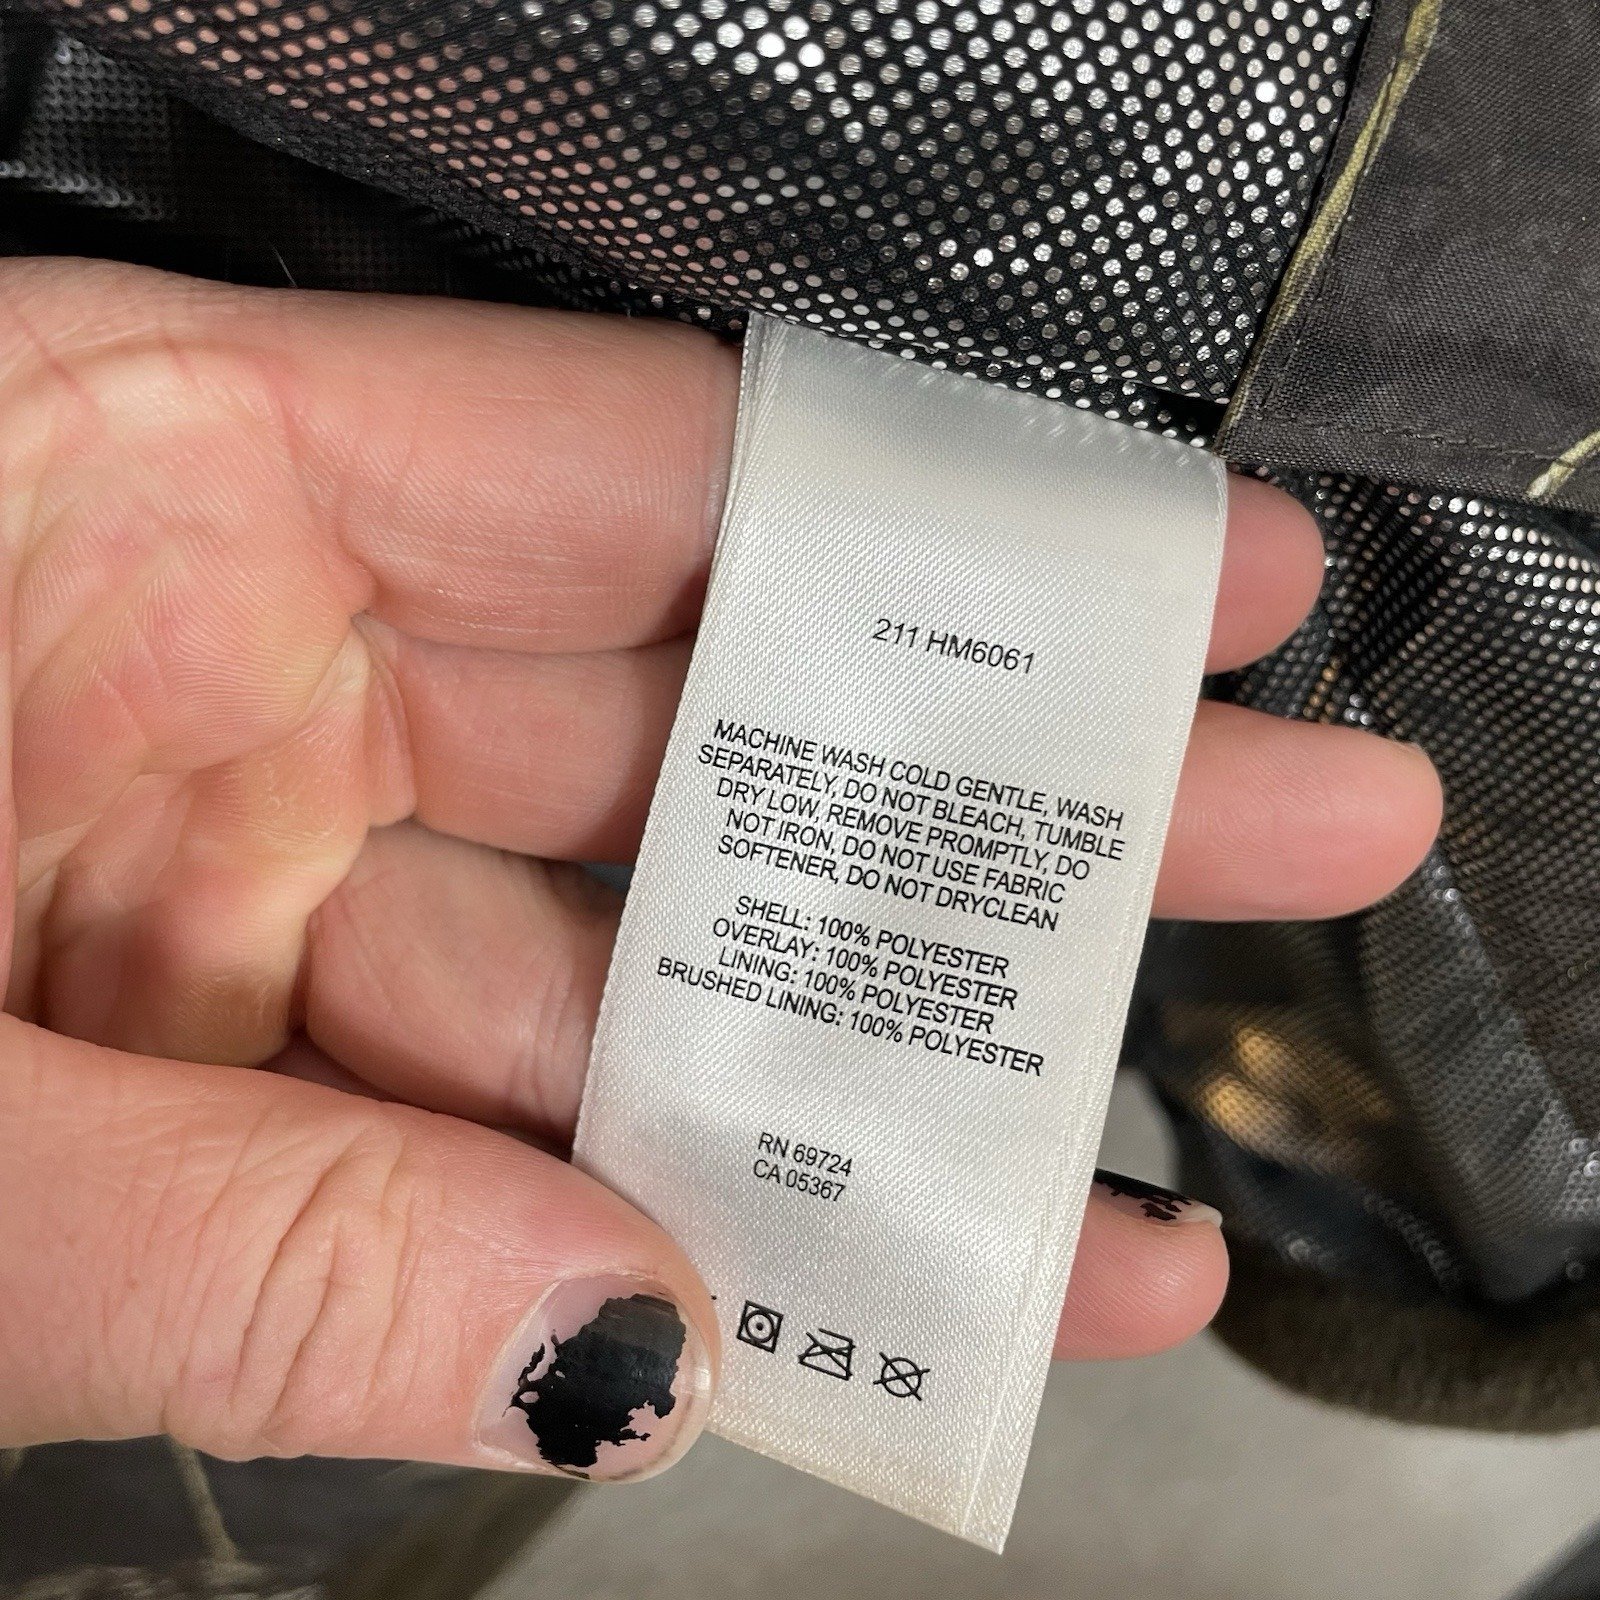 211 HM6061
MACHINE WASH COLD GENTLE, WASH
SEPARATELY, DO NOT BLEACH, TUMBLE
DRY LOW, REMOVE PROMPTLY, DO
NOT IRON, DO NOT USE FABRIC
SOFTENER, DO NOT DRYCLEAN
SHELL: 100% POLYESTER
OVERLAY: 100% POLYESTER
LINING: 100% POLYESTER
BRUSHED LINING: 100% POLYESTER
RN 69724
CA 05367